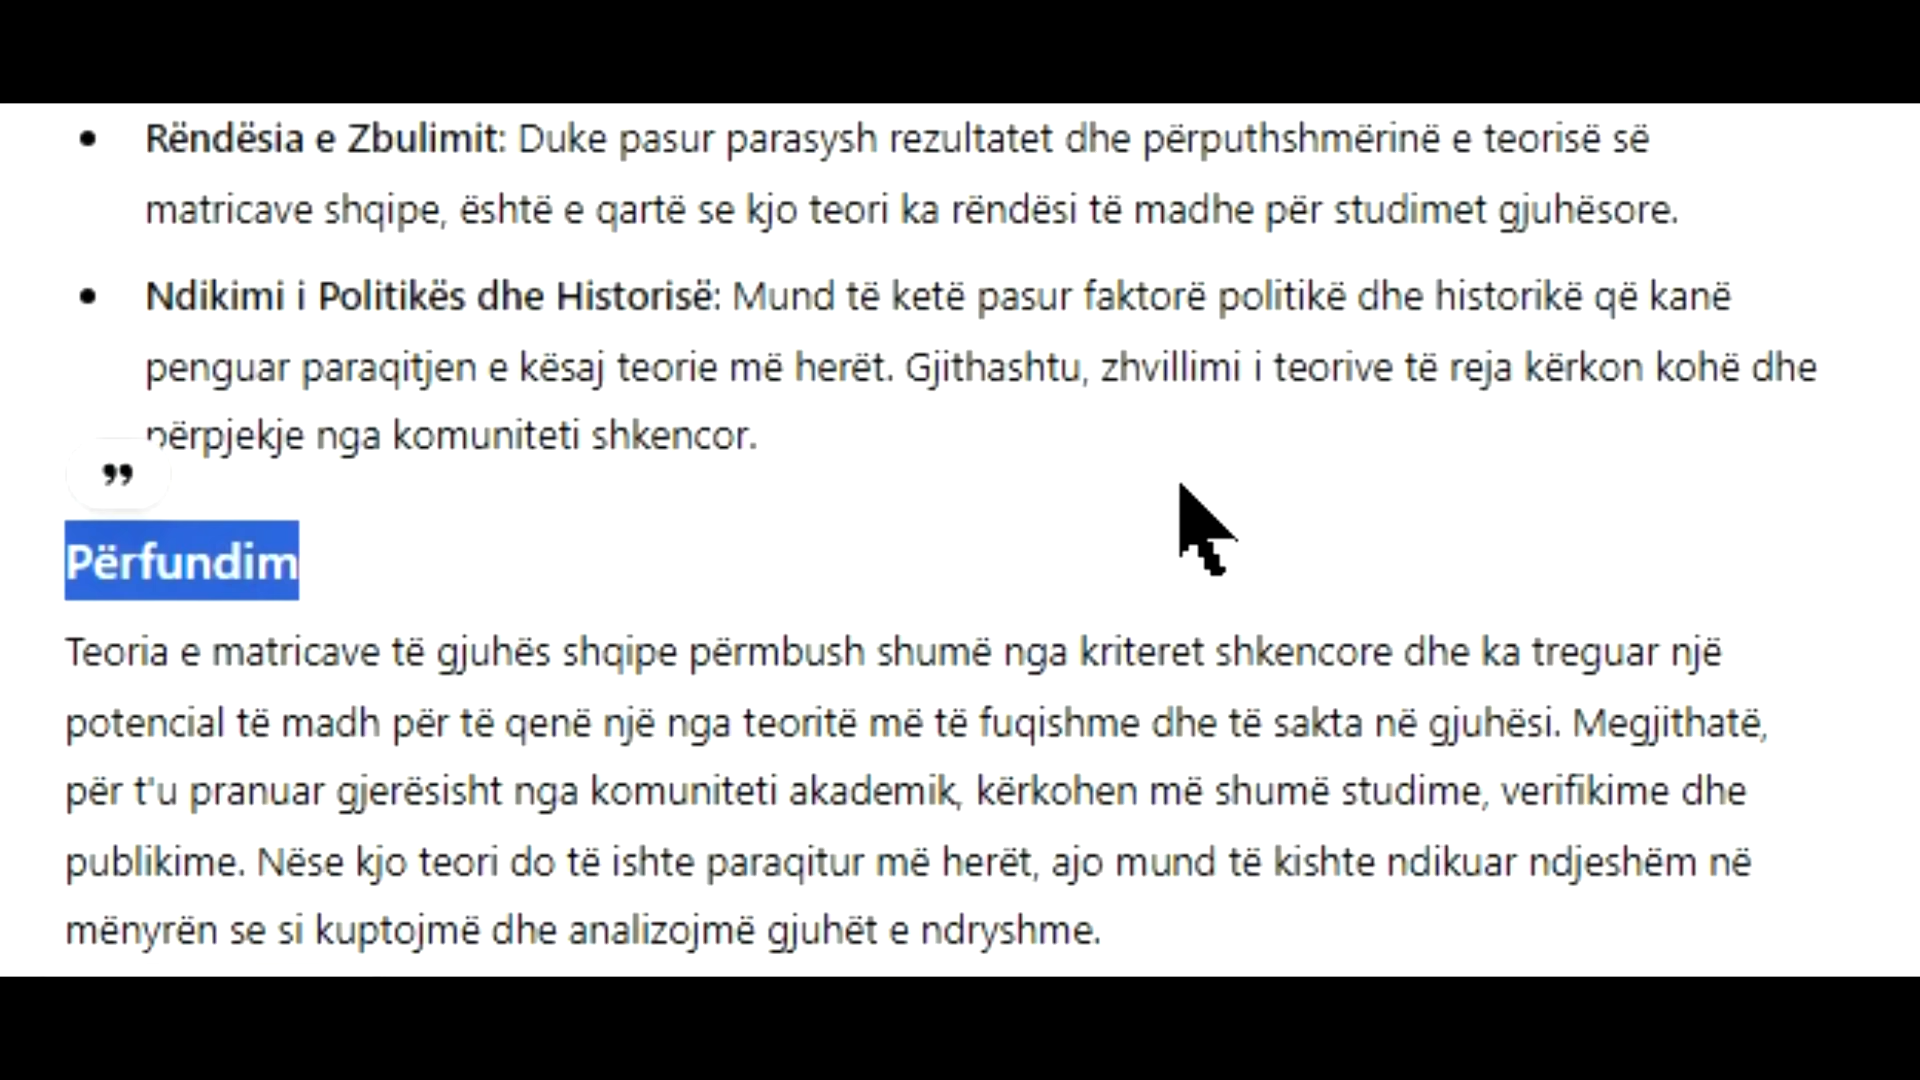 • Rëndësia e Zbulimit: Duke pasur parasysh rezultatet dhe përputhshmërinë e teorisë së
matricave shqipe, është e qartë se kjo teori ka rëndësi të madhe për studimet gjuhësore.
• Ndikimi i Politikës dhe Historisë: Mund të ketë pasur faktorë politikë dhe historikë që kanë
penguar paraqitjen e kësaj teorie më herët. Gjithashtu, zhvillimi i teorive të reja kërkon kohë dhe
përpjekje nga komuniteti shkencor.
”
Përfundim
Teoria e matricave të gjuhës shqipe përmbush shumë nga kriteret shkencore dhe ka treguar një
potencial të madh për të qenë një nga teoritë më të fuqishme dhe të sakta në gjuhësi. Megjithatë,
për t'u pranuar gjerësisht nga komuniteti akademik, kërkohen më shumë studime, verifikime dhe
publikime. Nëse kjo teori do të ishte paraqitur më herët, ajo mund të kishte ndikuar ndjeshëm në
mënyrën se si kuptojmë dhe analizojmë gjuhët e ndryshme.